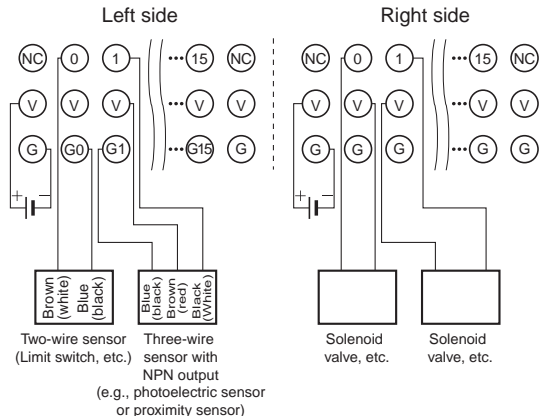 Left side
Right side
NC 0 1 ...15 NC
NC 0 1 ...15 NC
V V V ...V V
V V V ...V V
G G0 G1 ...G15 G
G G G ...G G
+ −
+ −
Brown
(white)
Blue
(black)
Blue
(black)
Brown
(red)
Black
(White)
Two-wire sensor
(Limit switch, etc.)
Three-wire
sensor with
NPN output
(e.g., photoelectric sensor
or proximity sensor)
Solenoid
valve, etc.
Solenoid
valve, etc.